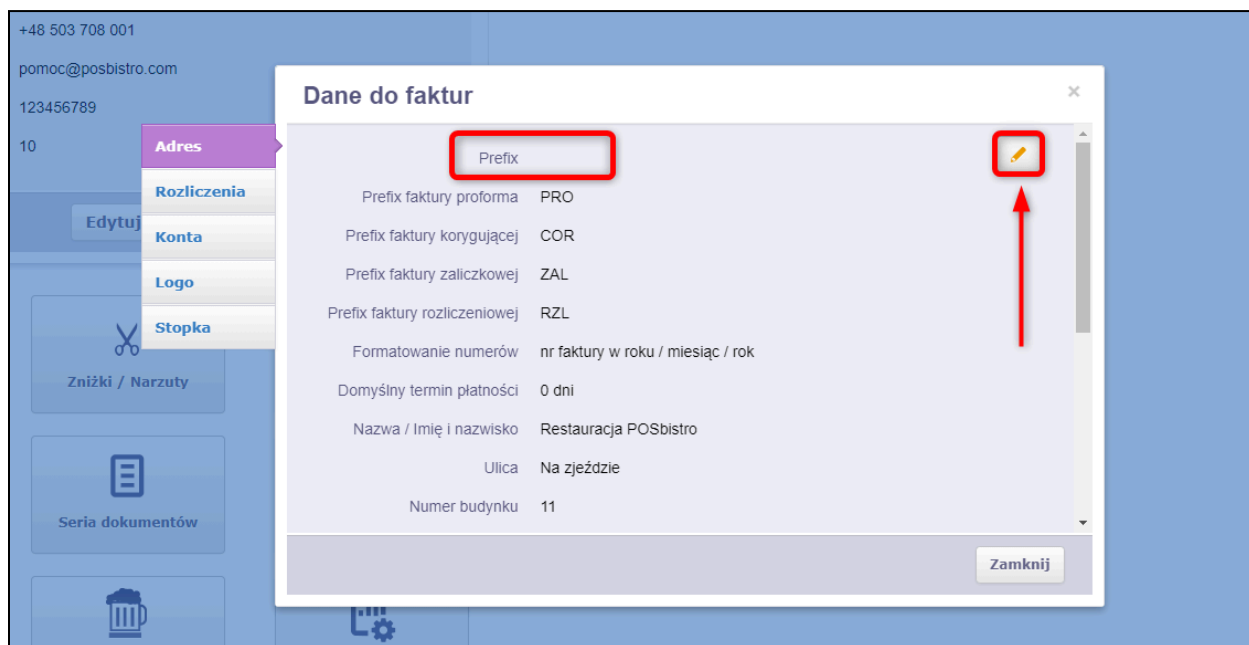 +48 503 708 001
pomoc@posbistro.com
123456789
10
Edytuj
Zniżki / Narzuty
Seria dokumentów
Adres
Rozliczenia
Konta
Logo
Stopka
Dane do faktur
×
Prefix
Prefix faktury proforma PRO
Prefix faktury korygującej COR
Prefix faktury zaliczkowej ZAL
Prefix faktury rozliczeniowej RZL
Formatowanie numerów nr faktury w roku / miesiąc / rok
Domyślny termin płatności 0 dni
Nazwa / Imię i nazwisko Restauracja POSbistro
Ulica Na zjeździe
Numer budynku 11
Zamknij